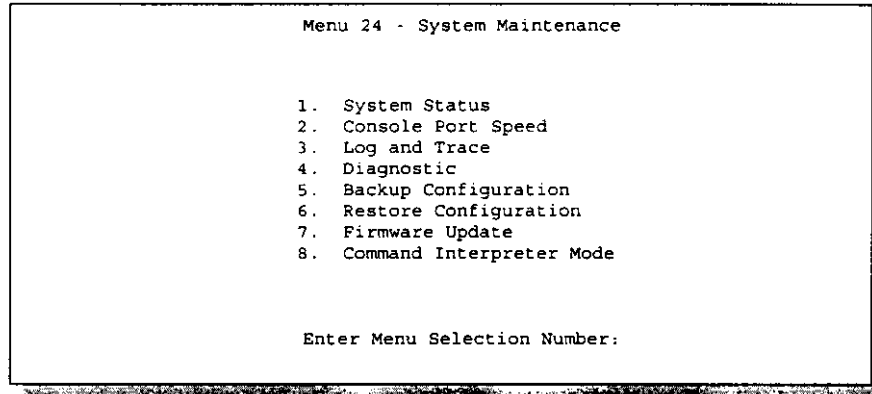 Menu 24 - System Maintenance
1. System Status
2. Console Port Speed
3. Log and Trace
4. Diagnostic
5. Backup Configuration
6. Restore Configuration
7. Firmware Update
8. Command Interpreter Mode
Enter Menu Selection Number: